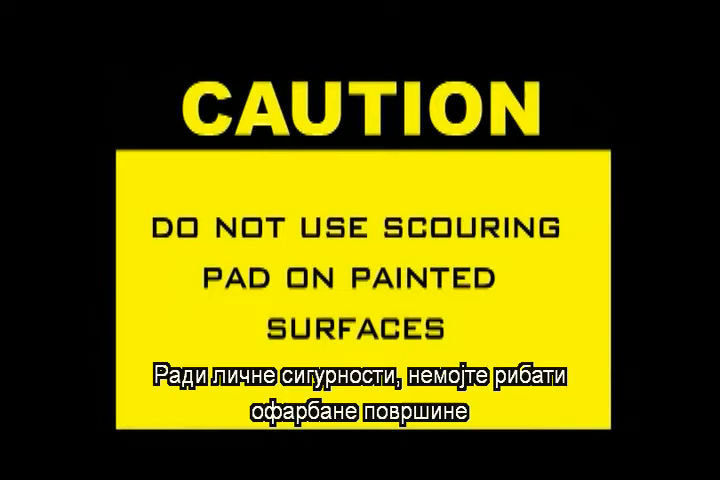 CAUTION
DO NOT USE SCOURING
PAD ON PAINTED
SURFACES
Ради личне сигурности, немојте рибати
офарбане површине